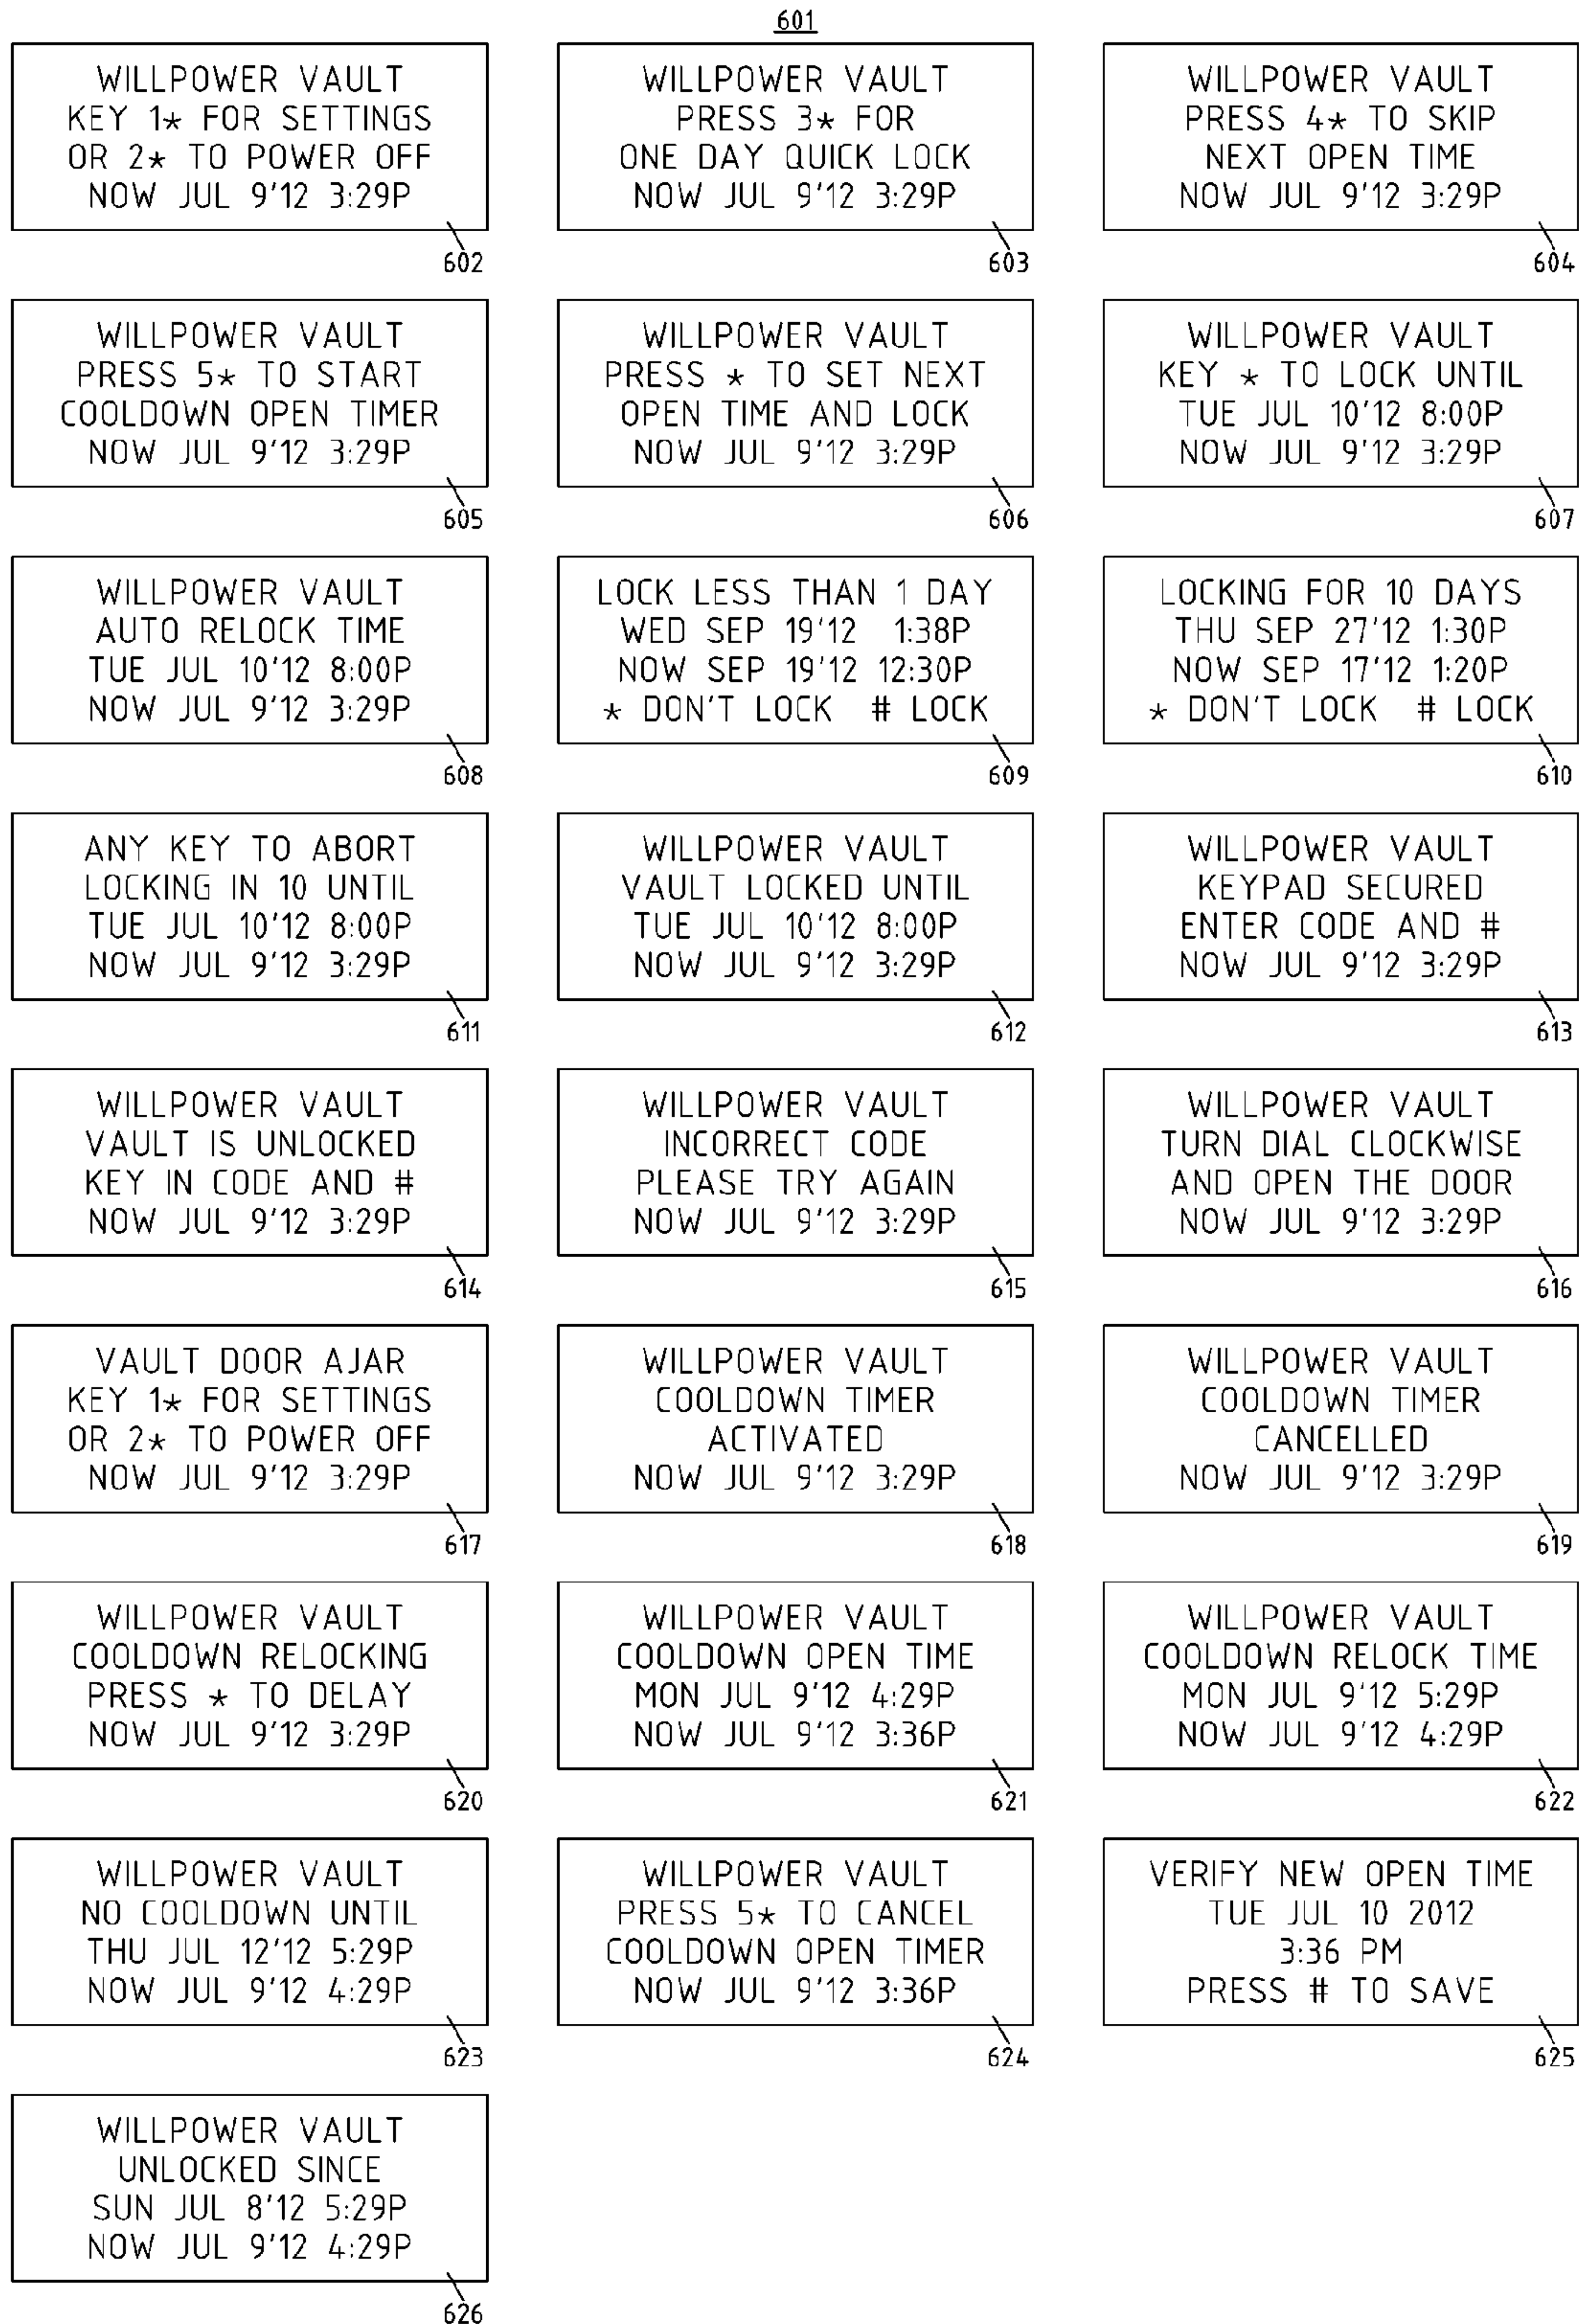 601
WILLPOWER VAULT
KEY 1* FOR SETTINGS
OR 2* TO POWER OFF
NOW JUL 9'12 3:29P
602
WILLPOWER VAULT
PRESS 3* FOR
ONE DAY QUICK LOCK
NOW JUL 9'12 3:29P
603
WILLPOWER VAULT
PRESS 4* TO SKIP
NEXT OPEN TIME
NOW JUL 9'12 3:29P
604
WILLPOWER VAULT
PRESS 5* TO START
COOLDOWN OPEN TIMER
NOW JUL 9'12 3:29P
605
WILLPOWER VAULT
PRESS * TO SET NEXT
OPEN TIME AND LOCK
NOW JUL 9'12 3:29P
606
WILLPOWER VAULT
KEY * TO LOCK UNTIL
TUE JUL 10'12 8:00P
NOW JUL 9'12 3:29P
607
WILLPOWER VAULT
AUTO RELOCK TIME
TUE JUL 10'12 8:00P
NOW JUL 9'12 3:29P
608
LOCK LESS THAN 1 DAY
WED SEP 19'12 1:38P
NOW SEP 19'12 12:30P
* DON'T LOCK # LOCK
609
LOCKING FOR 10 DAYS
THU SEP 27'12 1:30P
NOW SEP 17'12 1:20P
* DON'T LOCK # LOCK
610
ANY KEY TO ABORT
LOCKING IN 10 UNTIL
TUE JUL 10'12 8:00P
NOW JUL 9'12 3:29P
611
WILLPOWER VAULT
VAULT LOCKED UNTIL
TUE JUL 10'12 8:00P
NOW JUL 9'12 3:29P
612
WILLPOWER VAULT
KEYPAD SECURED
ENTER CODE AND #
NOW JUL 9'12 3:29P
613
WILLPOWER VAULT
VAULT IS UNLOCKED
KEY IN CODE AND #
NOW JUL 9'12 3:29P
614
WILLPOWER VAULT
INCORRECT CODE
PLEASE TRY AGAIN
NOW JUL 9'12 3:29P
615
WILLPOWER VAULT
TURN DIAL CLOCKWISE
AND OPEN THE DOOR
NOW JUL 9'12 3:29P
616
VAULT DOOR AJAR
KEY 1* FOR SETTINGS
OR 2* TO POWER OFF
NOW JUL 9'12 3:29P
617
WILLPOWER VAULT
COOLDOWN TIMER
ACTIVATED
NOW JUL 9'12 3:29P
618
WILLPOWER VAULT
COOLDOWN TIMER
CANCELLED
NOW JUL 9'12 3:29P
619
WILLPOWER VAULT
COOLDOWN RELOCKING
PRESS * TO DELAY
NOW JUL 9'12 3:29P
620
WILLPOWER VAULT
COOLDOWN OPEN TIME
MON JUL 9'12 4:29P
NOW JUL 9'12 3:36P
621
WILLPOWER VAULT
COOLDOWN RELOCK TIME
MON JUL 9'12 5:29P
NOW JUL 9'12 4:29P
622
WILLPOWER VAULT
NO COOLDOWN UNTIL
THU JUL 12'12 5:29P
NOW JUL 9'12 4:29P
623
WILLPOWER VAULT
PRESS 5* TO CANCEL
COOLDOWN OPEN TIMER
NOW JUL 9'12 3:36P
624
VERIFY NEW OPEN TIME
TUE JUL 10 2012
3:36 PM
PRESS # TO SAVE
625
WILLPOWER VAULT
UNLOCKED SINCE
SUN JUL 8'12 5:29P
NOW JUL 9'12 4:29P
626